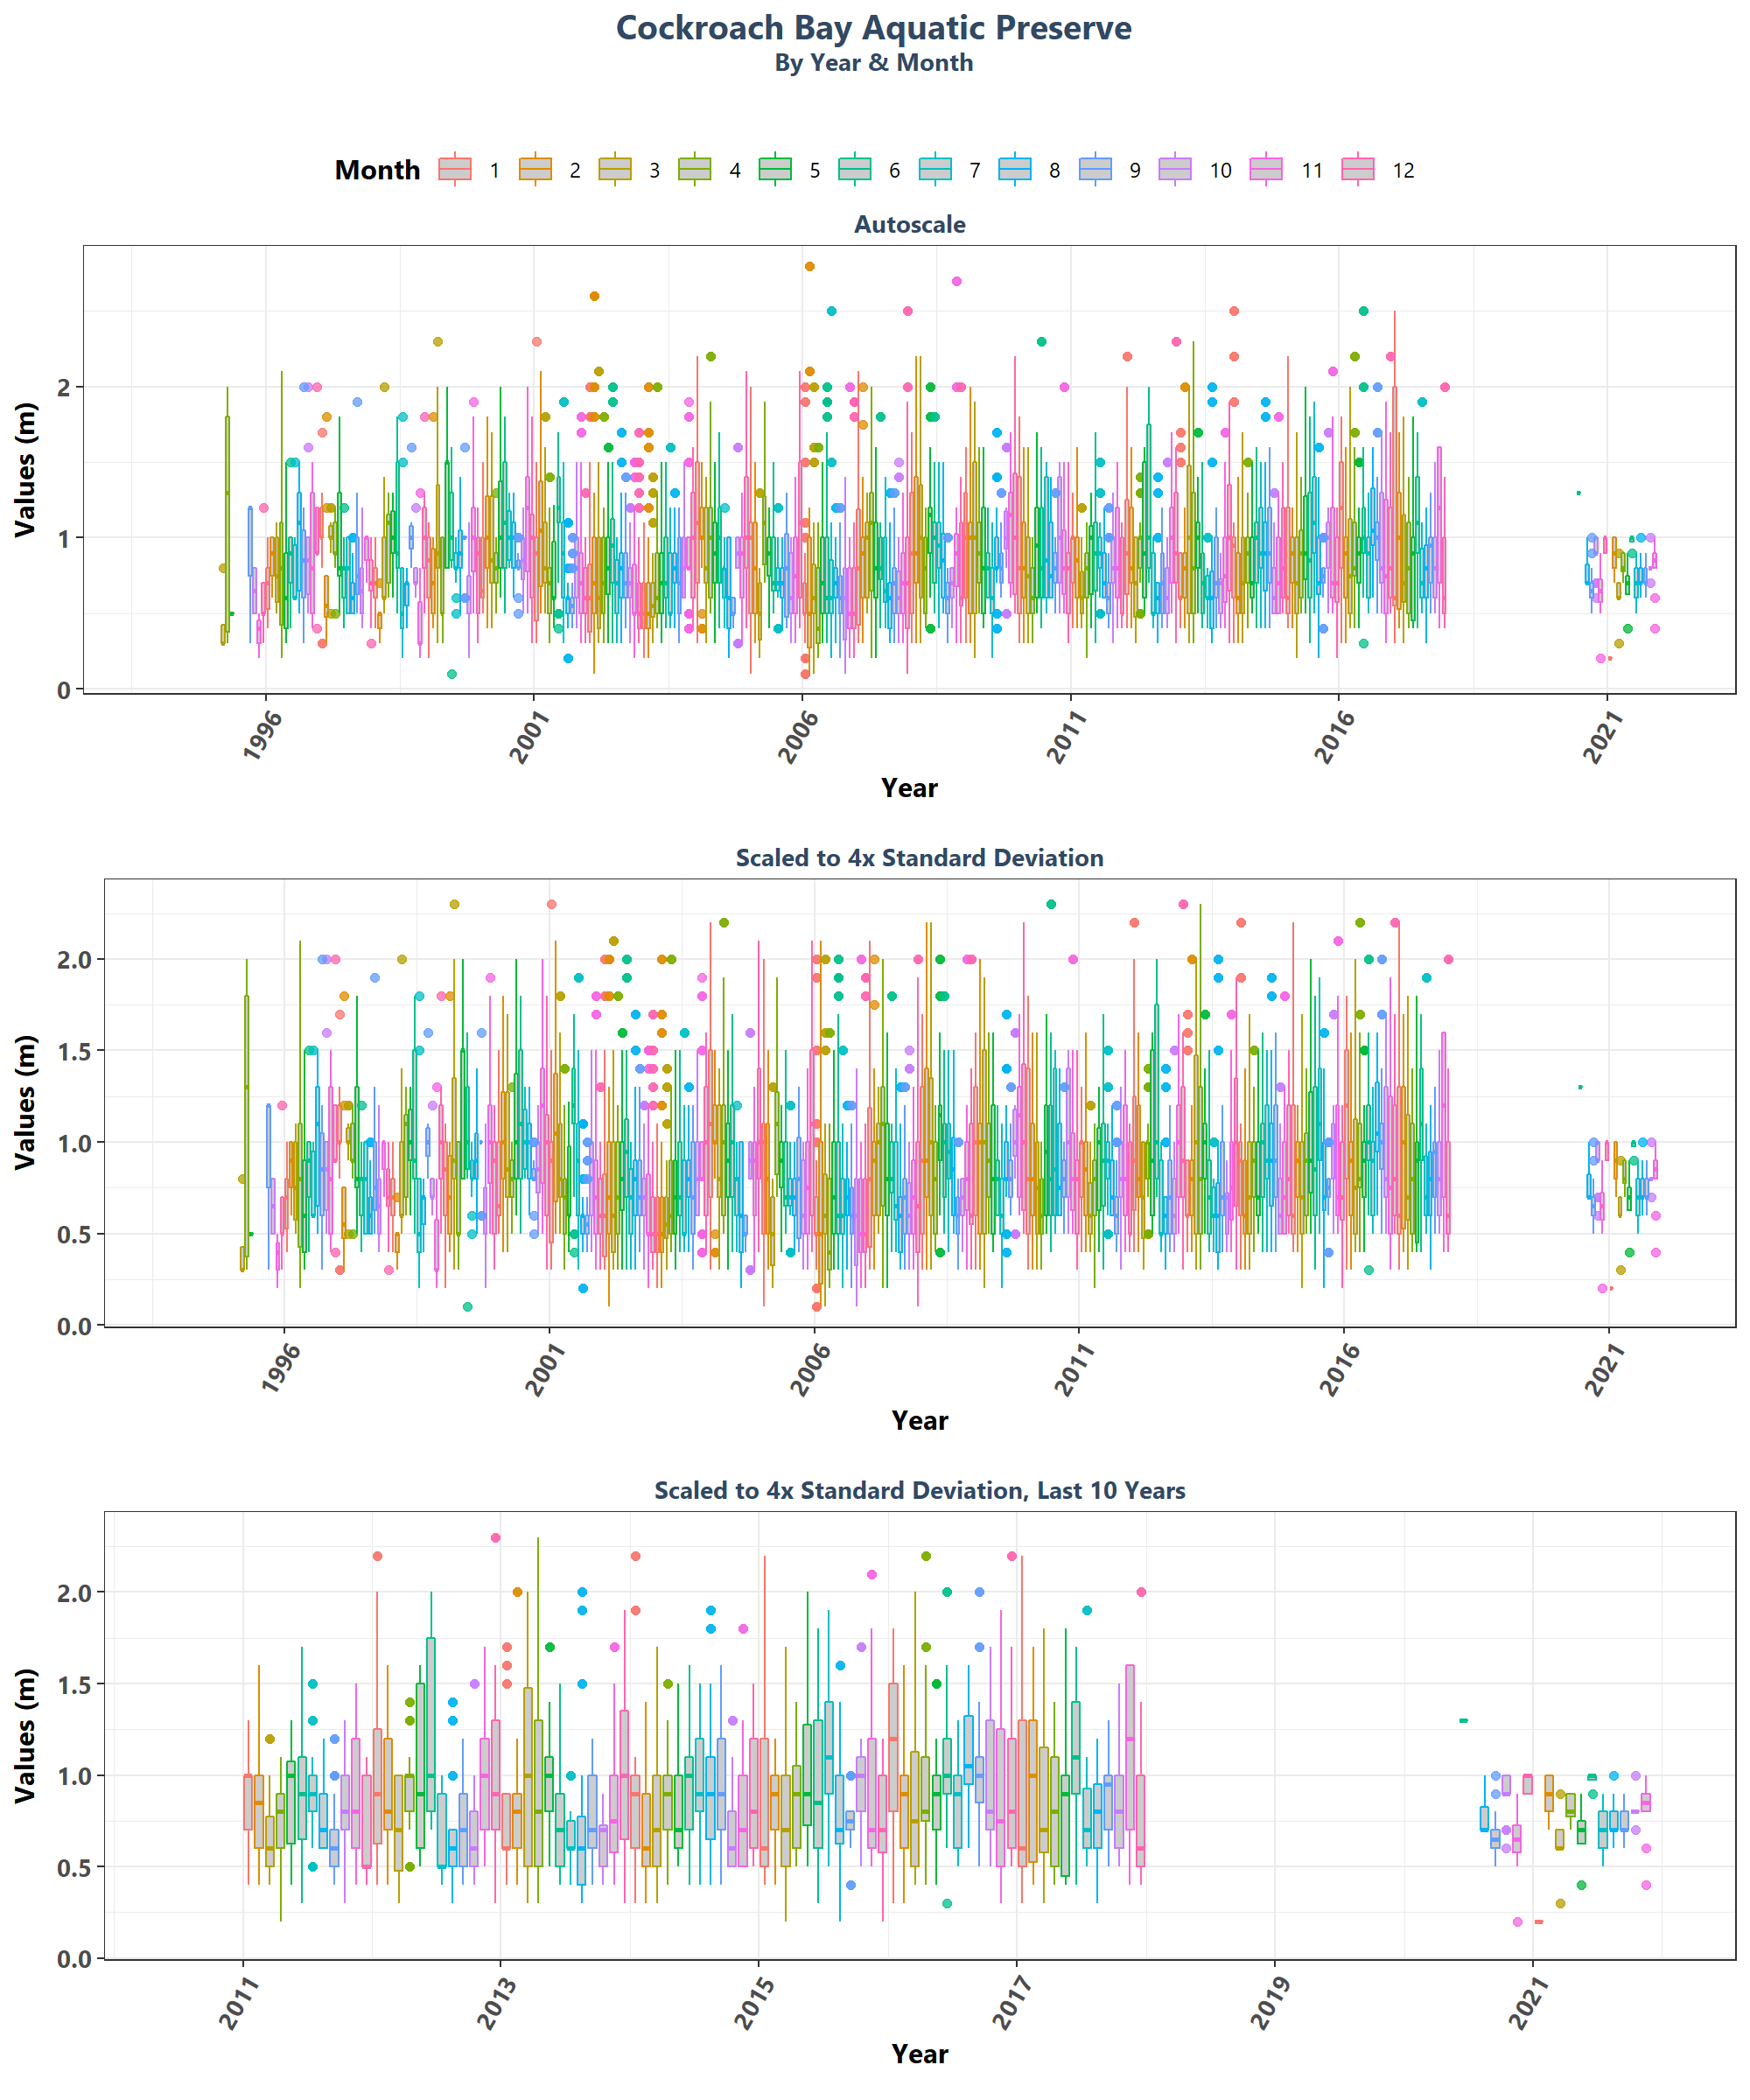 Cockroach Bay Aquatic Preserve
By Year & Month
Month 1 2 3 4 5 6 7 8 9 10 11 12
Autoscale
Values (m)
2
1
0
1996 2001 2006 2011 2016 2021
Year
Scaled to 4x Standard Deviation
Values (m)
2.0
1.5
1.0
0.5
0.0
1996 2001 2006 2011 2016 2021
Year
Scaled to 4x Standard Deviation, Last 10 Years
Values (m)
2.0
1.5
1.0
0.5
0.0
2011 2013 2015 2017 2019 2021
Year